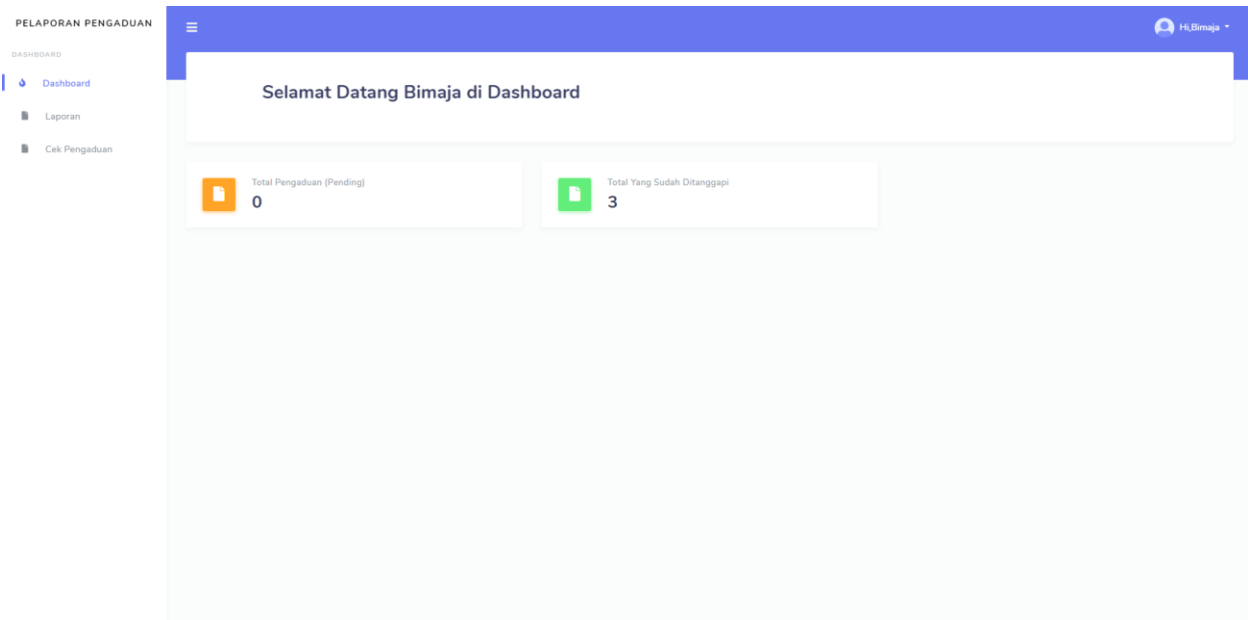 PELAPORAN PENGADUAN
Hi,Bimaja
DASHBOARD
Dashboard
Laporan
Cek Pengaduan
Selamat Datang Bimaja di Dashboard
Total Pengaduan (Pending)
0
Total Yang Sudah Ditanggapi
3